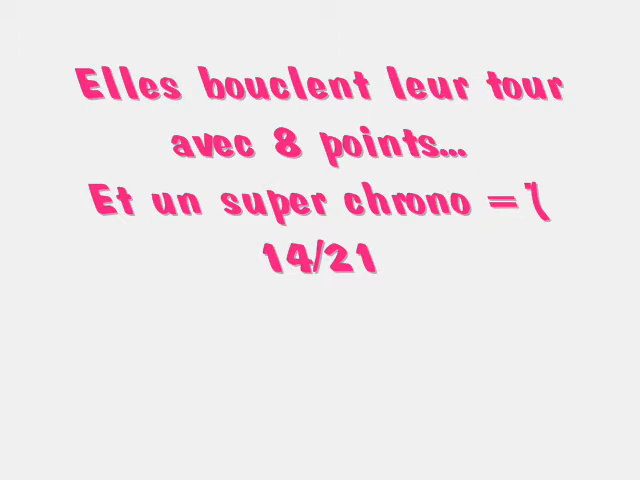 Elles bouclent leur tour
avec 8 points...
Et un super chrono ='(
14/21